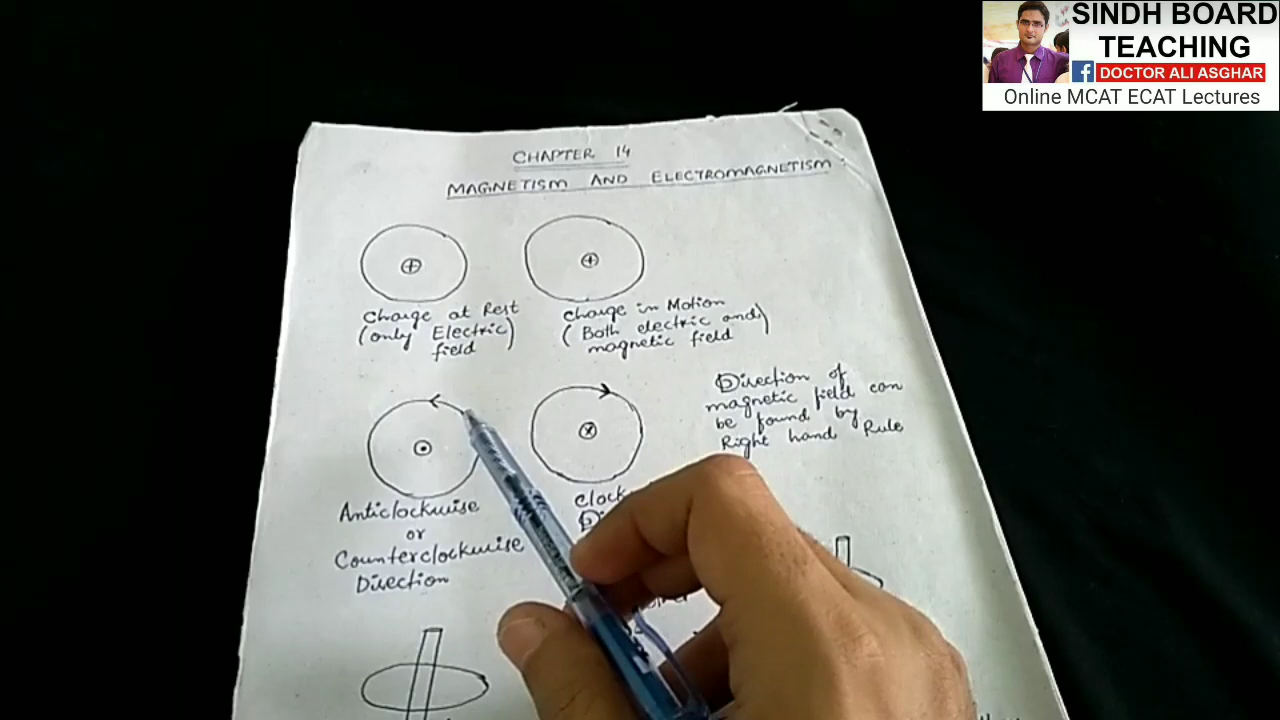 SINDH BOARD
TEACHING
DOCTOR ALI ASGHAR
Online MCAT ECAT Lectures
CHAPTER 14
MAGNETISM AND ELECTROMAGNETISM
Charge at Rest
(only Electric)
field
Charge in Motion
( Both electric and )
magnetic field
Direction of
magnetic field can
be found by
Right hand Rule
Anticlockwise
or
Counterclockwise
Direction
Clock